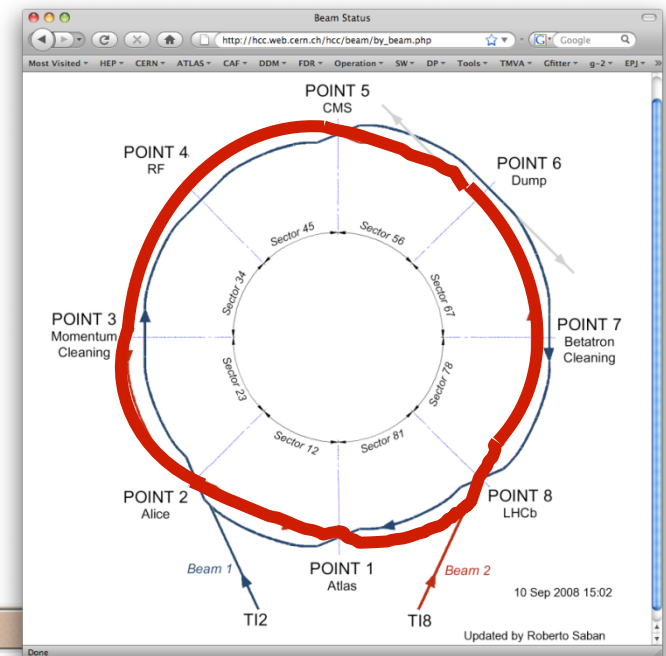 Beam Status
http://hcc.web.cern.ch/hcc/beam/by_beam.php
Google
Most Visited HEP CERN ATLAS CAF DDM FDR Operation SW DP Tools TMVA Gfitter g-2 EPJ
POINT 5
CMS
POINT 4
RF
POINT 6
Dump
Sector 45
Sector 56
Sector 34
Sector 67
POINT 3
Momentum
Cleaning
POINT 7
Betatron
Cleaning
Sector 23
Sector 78
Sector 12
Sector 81
POINT 2
Alice
POINT 8
LHCb
Beam 1
POINT 1
Atlas
Beam 2
10 Sep 2008 15:02
TI2
TI8
Updated by Roberto Saban
Done